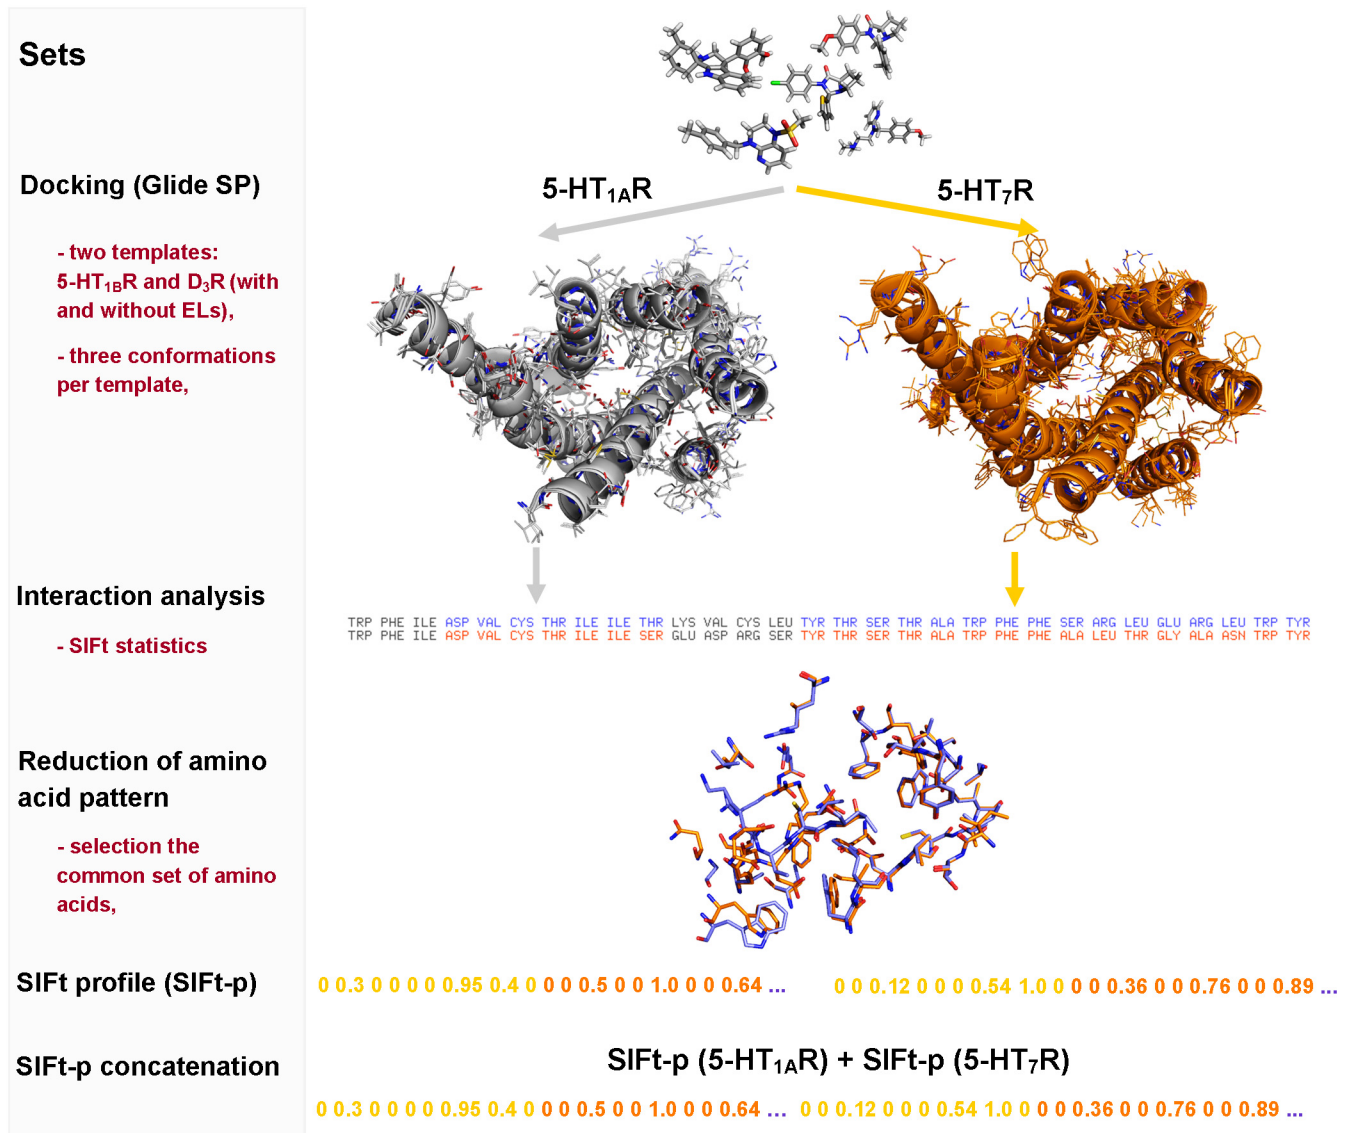 Sets
Docking (Glide SP)
5-HT1AR
5-HT7R
- two templates:
5-HT1BR and D3R (with
and without ELs),
- three conformations
per template,
Interaction analysis
- SIFt statistics
TRP PHE ILE ASP VAL CYS THR ILE ILE THR LYS VAL CYS LEU TYR THR SER THR ALA TRP PHE PHE SER ARG LEU GLU ARG LEU TRP TYR
TRP PHE ILE ASP VAL CYS THR ILE ILE SER GLU ASP ARG SER TYR THR SER THR ALA TRP PHE PHE ALA LEU THR GLY ALA ASN TRP TYR
Reduction of amino
acid pattern
- selection the
common set of amino
acids,
SIFt profile (SIFt-p)
0 0.3 0 0 0 0 0.95 0.4 0 0 0 0.5 0 0 1.0 0 0 0.64 ...
0 0 0.12 0 0 0 0.54 1.0 0 0 0 0.36 0 0 0.76 0 0 0.89 ...
SIFt-p concatenation
SIFt-p (5-HT1AR) + SIFt-p (5-HT7R)
0 0.3 0 0 0 0 0.95 0.4 0 0 0 0.5 0 0 1.0 0 0 0.64 ... 0 0 0.12 0 0 0 0.54 1.0 0 0 0 0.36 0 0 0.76 0 0 0.89 ...